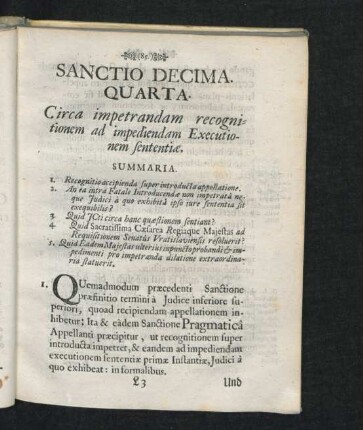 (85)
SANCTIO DECIMA.
QUARTA.
Circa impetrandam recogni-
tionem ad impediendam Executio-
nem sententiæ.
SUMMARIA.
1. Recognitio accipienda super introducta appellatione.
2. An ea intra Fatale Introducendæ non impetratâ ne-
que Judici à quo exhibitâ ipso jure sententia sit
exequibilis?
3. Quid JCti circa hanc quæstionem sentiant?
4 Quid Sacratissima Cæsarea Regiaque Majestas ad
Requisitionem Senatus Vratislaviensis resolverit?
5. Quid Eadem Majestas ulterius in puncto probandi & im-
pedimenti pro impetranda dilatione extraordina-
ria statuerit.
1. QUemadmodum præcedenti Sanctione
præfinitio termini à Judice inferiore su-
periori, quoad recipiendam appellationem in-
hibetur: Ita & eâdem Sanctione Pragmaticâ
Appellanti præcipitur, ut recognitionem super
introducta impetret, & eandem ad impediendam
executionem sententiæ primæ Instantiæ, Judici à
quo exhibeat: in formalibus.
L3 Und